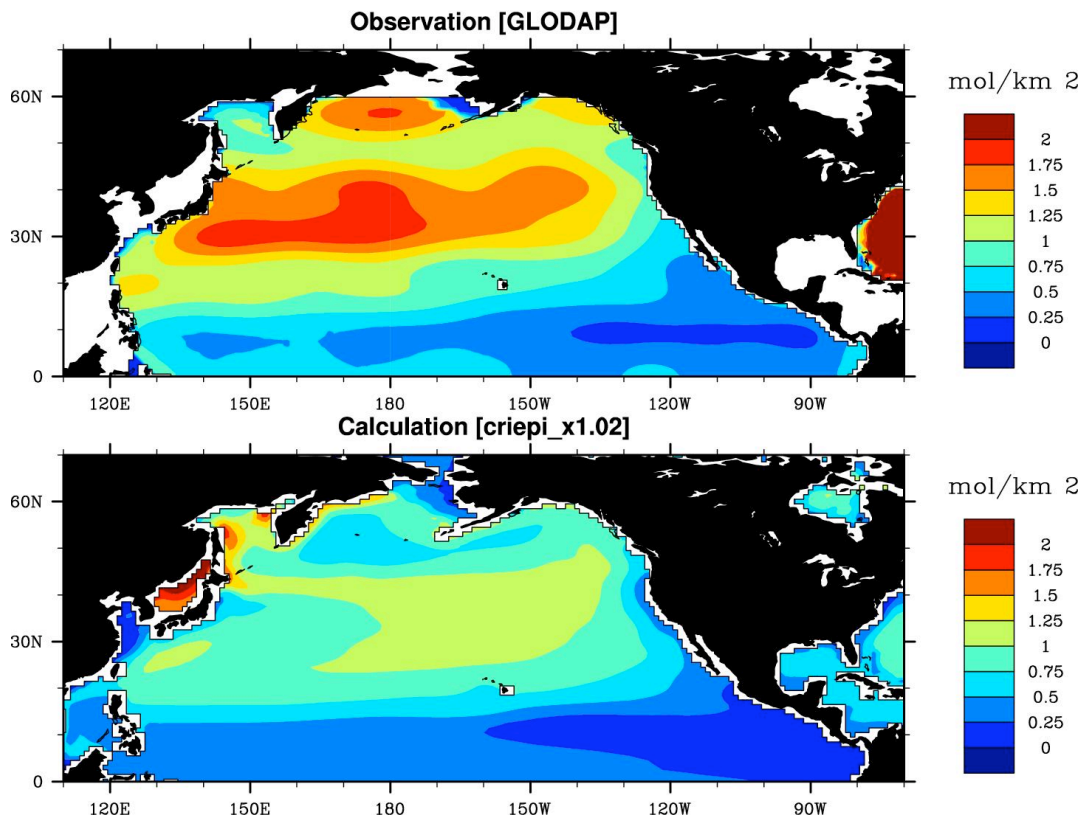 Observation [GLODAP]
mol/km 2
60N
30N
0
2
1.75
1.5
1.25
1
0.75
0.5
0.25
0
120E 150E 180 150W 120W 90W
Calculation [criepi_x1.02]
mol/km 2
60N
30N
0
2
1.75
1.5
1.25
1
0.75
0.5
0.25
0
120E 150E 180 150W 120W 90W